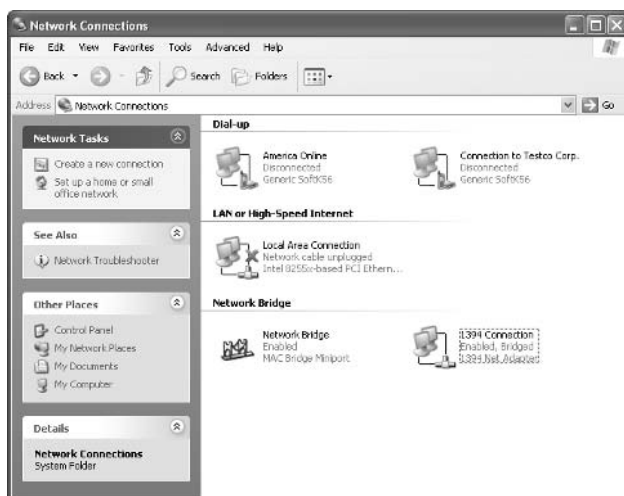 Network Connections
File Edit View Favorites Tools Advanced Help
Back Search Folders
Address Network Connections Go
Network Tasks
Create a new connection
Set up a home or small
office network
See Also
Network Troubleshooter
Other Places
Control Panel
My Network Places
My Documents
My Computer
Details
Network Connections
System Folder
Dial-up
America Online
Disconnected
Generic SoftK56
Connection to Testco Corp.
Disconnected
Generic SoftK56
LAN or High-Speed Internet
Local Area Connection
Network cable unplugged
Intel 8255x-based PCI Ethern...
Network Bridge
Network Bridge
Enabled
MAC Bridge Miniport
1394 Connection
Enabled, Bridged
1394 Net Adapter